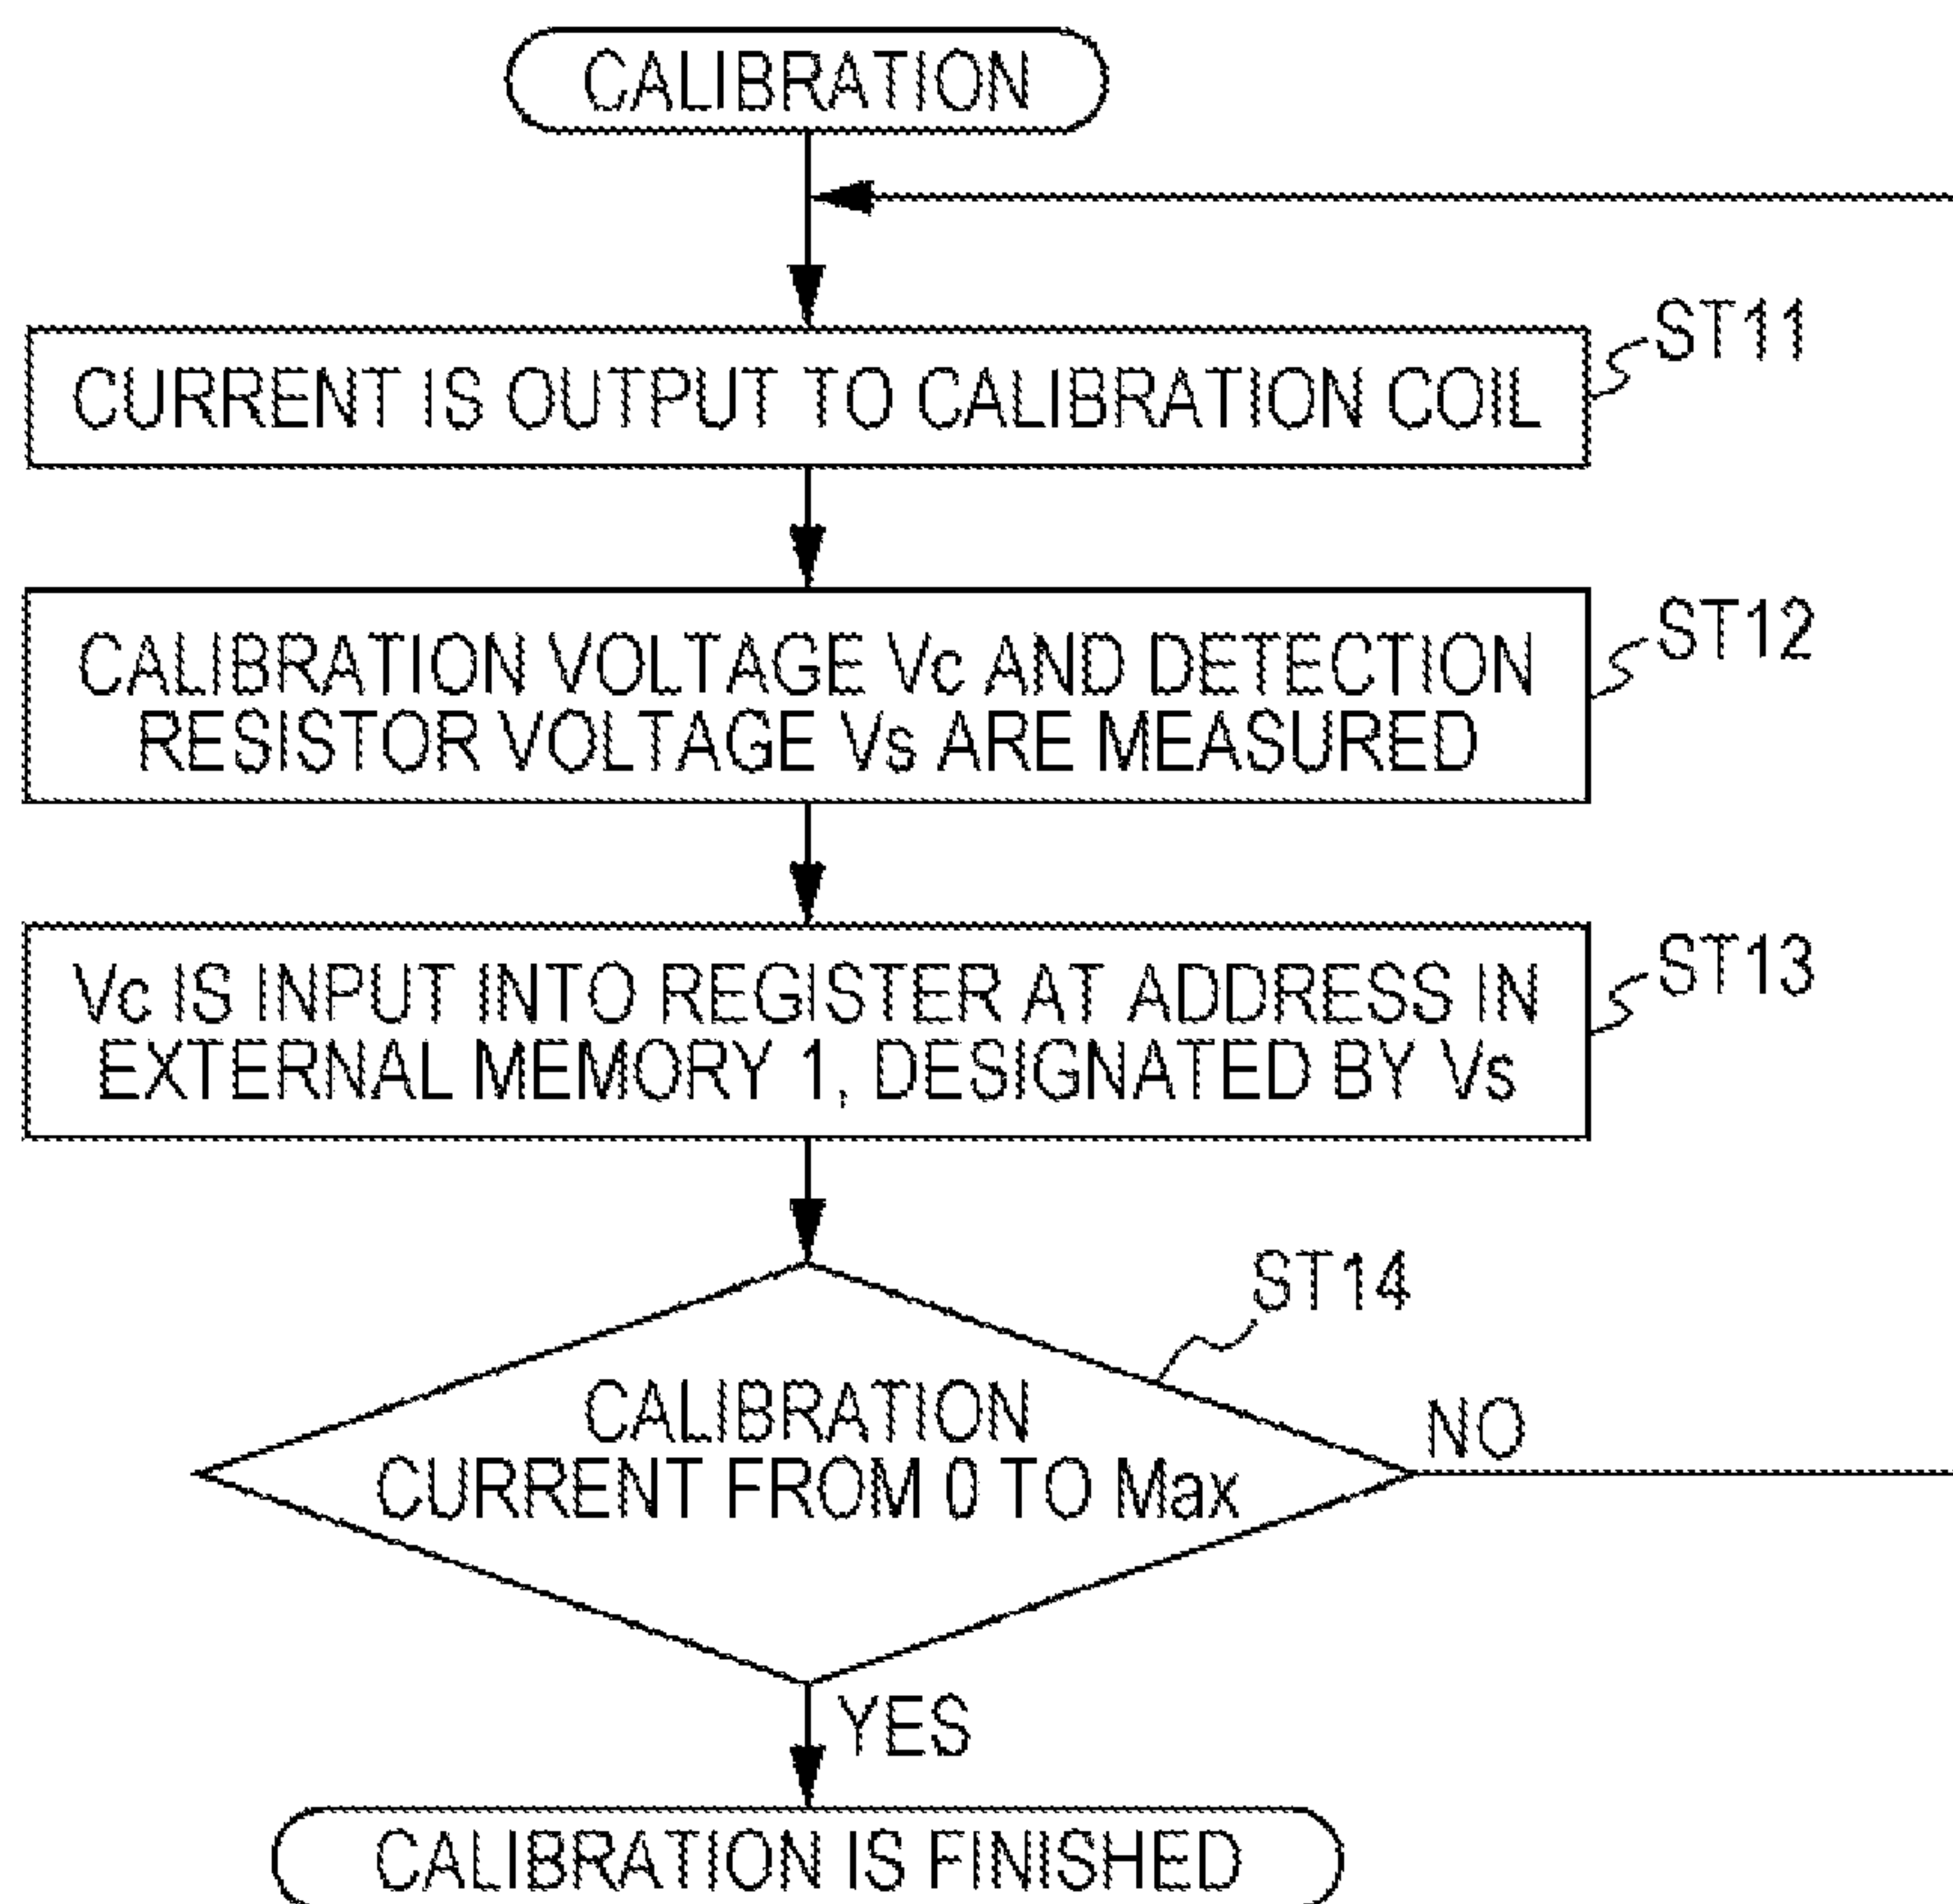 CALIBRATION
CURRENT IS OUTPUT TO CALIBRATION COIL
ST11
CALIBRATION VOLTAGE Vc AND DETECTION
RESISTOR VOLTAGE Vs ARE MEASURED
ST12
Vc IS INPUT INTO REGISTER AT ADDRESS IN
EXTERNAL MEMORY 1, DESIGNATED BY Vs
ST13
ST14
CALIBRATION
CURRENT FROM 0 TO Max
NO
YES
CALIBRATION IS FINISHED